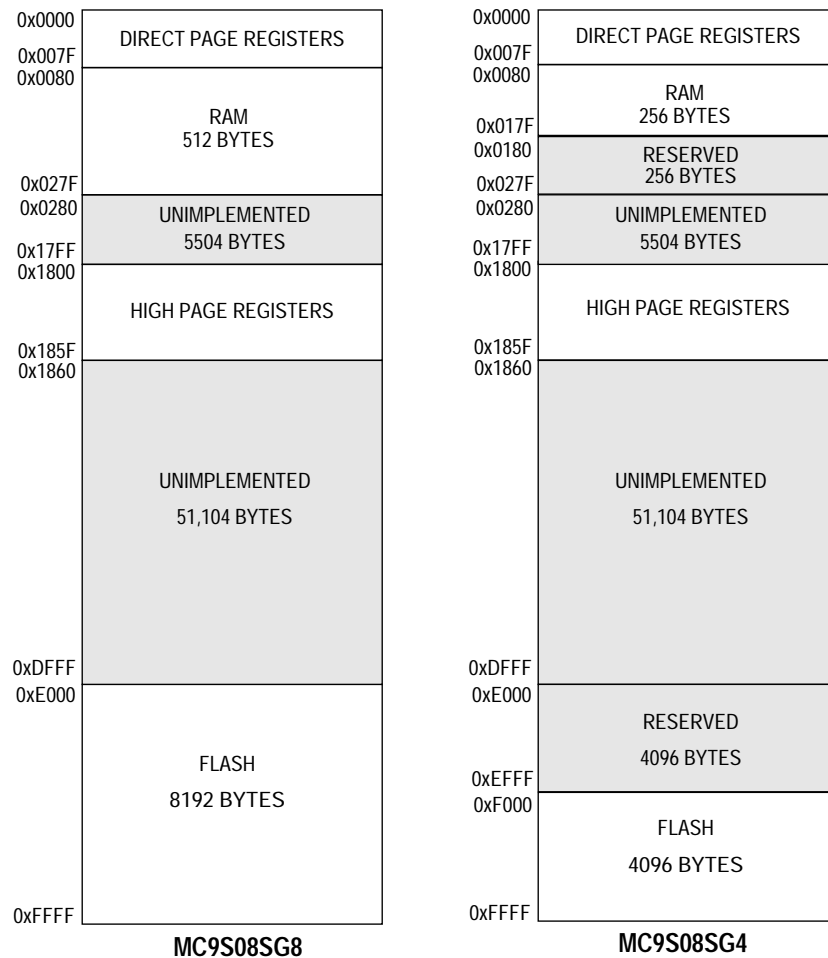 0x0000
DIRECT PAGE REGISTERS
0x007F
0x0080
RAM
512 BYTES
0x027F
0x0280
UNIMPLEMENTED
5504 BYTES
0x17FF
0x1800
HIGH PAGE REGISTERS
0x185F
0x1860
UNIMPLEMENTED
51,104 BYTES
0xDFFF
0xE000
FLASH
8192 BYTES
0xFFFF
MC9S08SG8
0x0000
DIRECT PAGE REGISTERS
0x007F
0x0080
RAM
256 BYTES
0x017F
0x0180
RESERVED
256 BYTES
0x027F
0x0280
UNIMPLEMENTED
5504 BYTES
0x17FF
0x1800
HIGH PAGE REGISTERS
0x185F
0x1860
UNIMPLEMENTED
51,104 BYTES
0xDFFF
0xE000
RESERVED
4096 BYTES
0xEFFF
0xF000
FLASH
4096 BYTES
0xFFFF
MC9S08SG4